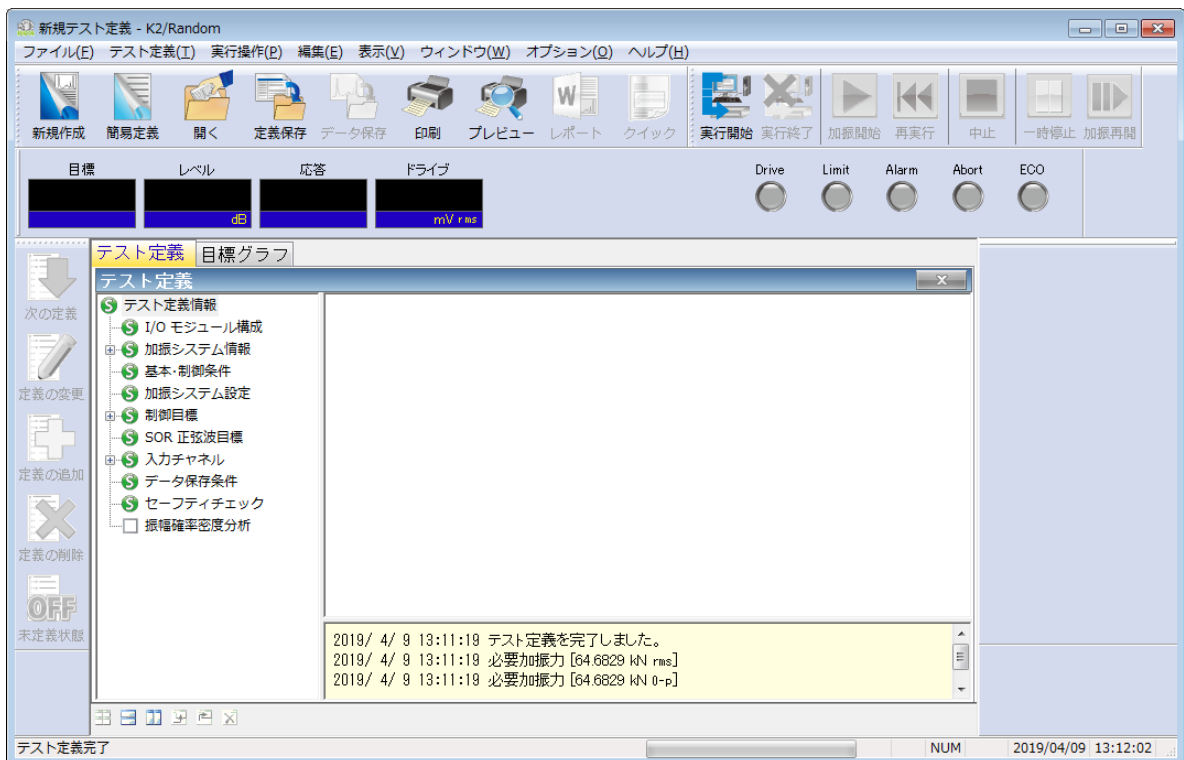 新規テスト定義 - K2/Random
ファイル(F) テスト定義(T) 実行操作(P) 編集(E) 表示(V) ウィンドウ(W) オプション(O) ヘルプ(H)
新規作成 簡易定義 開く 定義保存 データ保存 印刷 プレビュー レポート クイック 実行開始 実行終了 加振開始 再実行 中止 一時停止 加振再開
目標 レベル 応答 ドライブ Drive Limit Alarm Abort ECO
dB mV rms
次の定義
定義の変更
定義の追加
定義の削除
OFF
未定義状態
テスト定義 目標グラフ
テスト定義
テスト定義情報
I/O モジュール構成
加振システム情報
基本・制御条件
加振システム設定
制御目標
SOR 正弦波目標
入力チャネル
データ保存条件
セーフティチェック
振幅確率密度分析
2019/ 4/ 9 13:11:19 テスト定義を完了しました。
2019/ 4/ 9 13:11:19 必要加振力 [64.6829 kN rms]
2019/ 4/ 9 13:11:19 必要加振力 [64.6829 kN 0-p]
テスト定義完了 NUM 2019/04/09 13:12:02